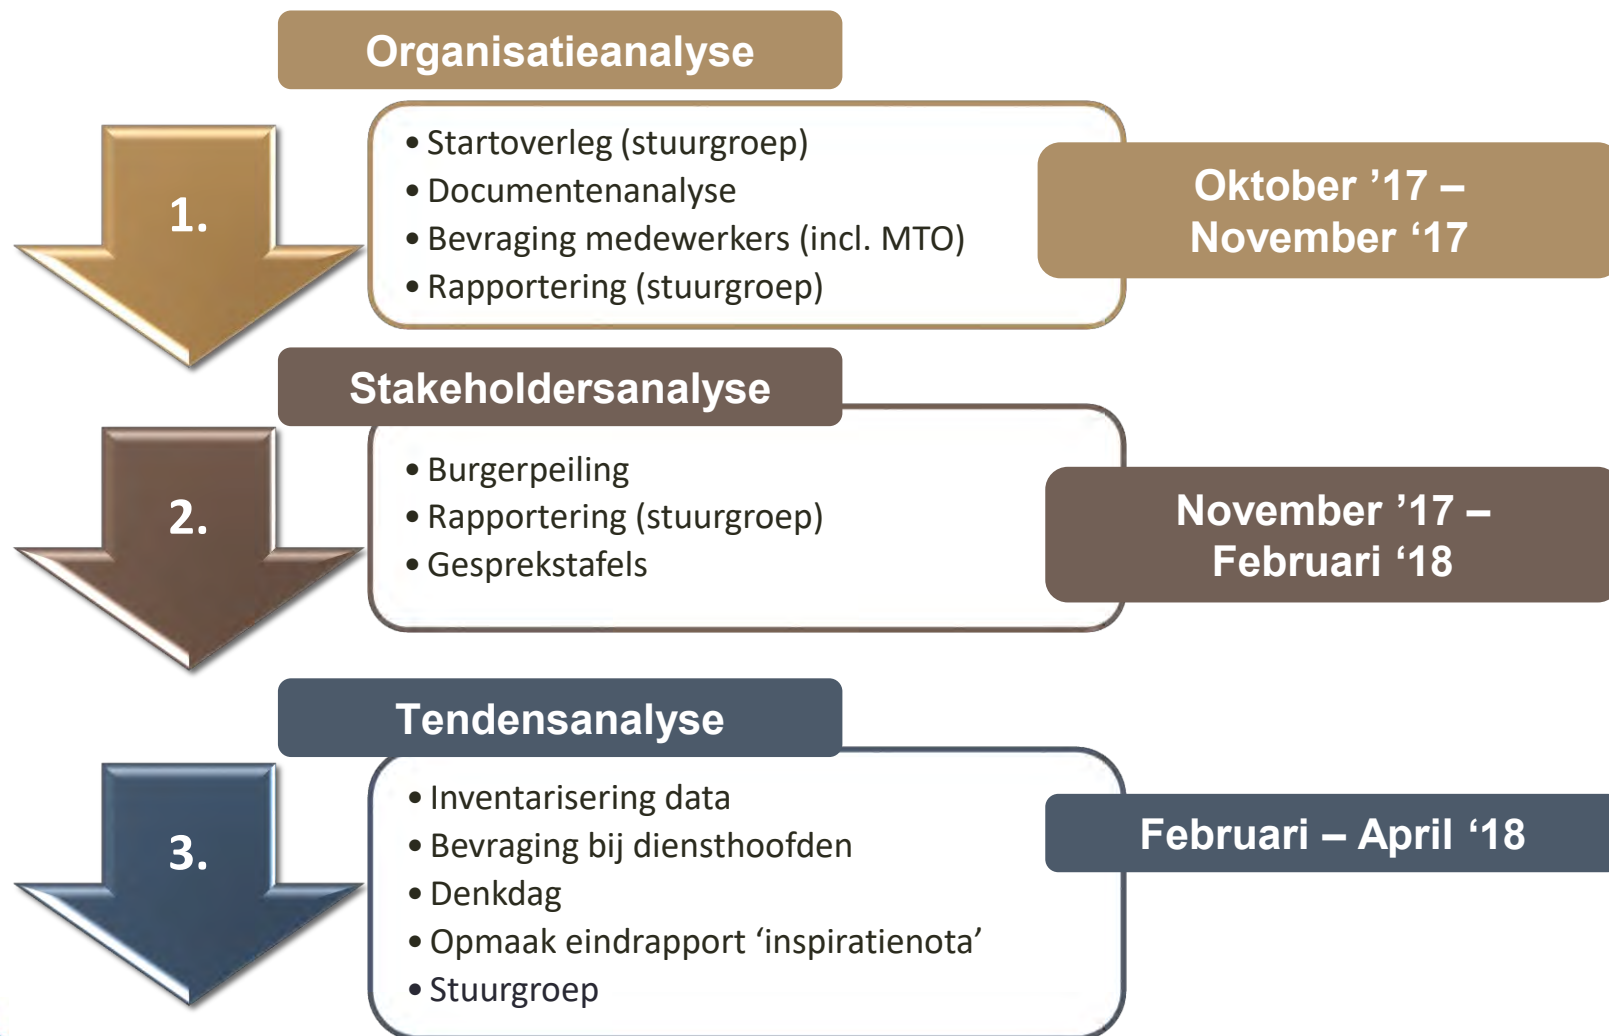 Organisatieanalyse
1.
• Startoverleg (stuurgroep)
• Documentenanalyse
• Bevraging medewerkers (incl. MTO)
• Rapportering (stuurgroep)
Oktober ’17 –
November ‘17
Stakeholdersanalyse
2.
• Burgerpeiling
• Rapportering (stuurgroep)
• Gesprekstafels
November ’17 –
Februari ‘18
Tendensanalyse
3.
• Inventarisering data
• Bevraging bij diensthoofden
• Denkdag
• Opmaak eindrapport ‘inspiratienota’
• Stuurgroep
Februari – April ‘18